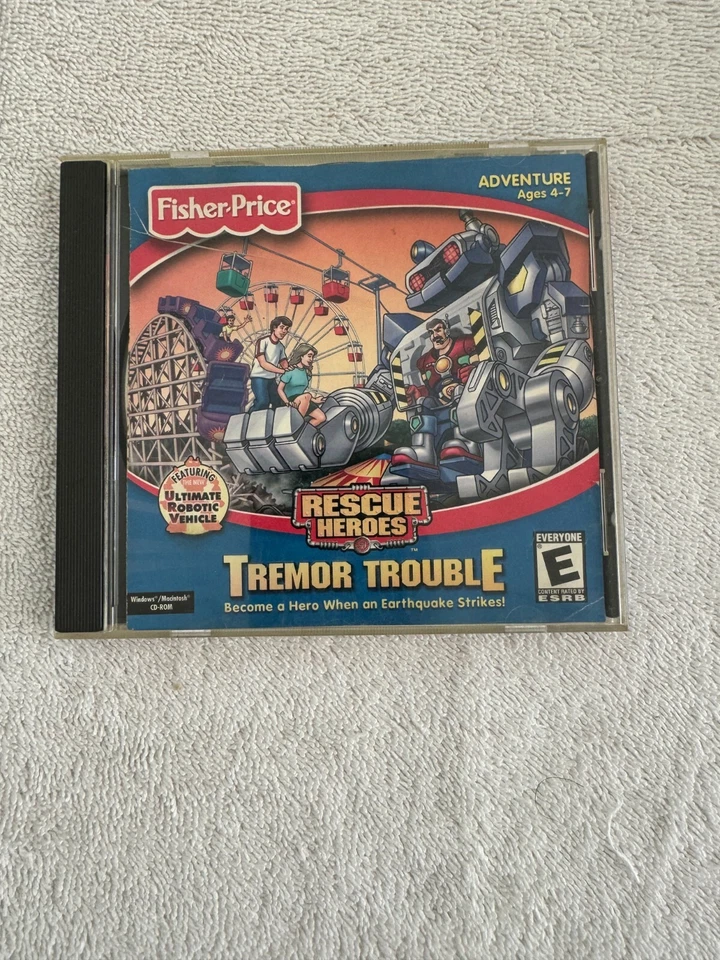 Fisher-Price®
ADVENTURE
Ages 4-7
FEATURING
THE NEW
ULTIMATE
ROBOTIC
VEHICLE
RESCUE
HEROES
™
TREMOR TROUBLE
Become a Hero When an Earthquake Strikes!
Windows®/Macintosh®
CD-ROM
EVERYONE
E
CONTENT RATED BY
ESRB